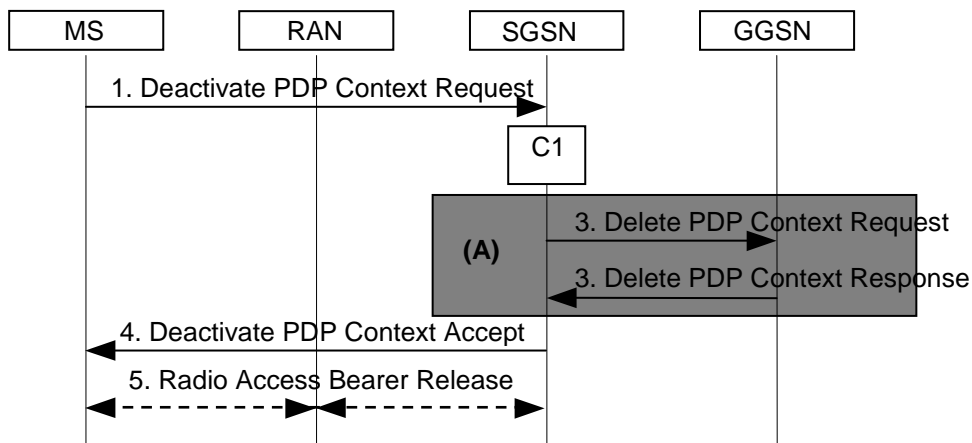 MS
RAN
SGSN
GGSN
1. Deactivate PDP Context Request
C1
3. Delete PDP Context Request
(A)
3. Delete PDP Context Response
4. Deactivate PDP Context Accept
5. Radio Access Bearer Release